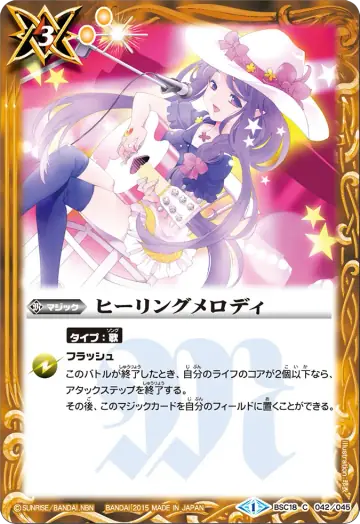 3
マジック
ヒーリングメロディ
ソング
タイプ:歌
フラッシュ
このバトルが終了したとき、自分のライフのコアが2個以下なら、
アタックステップを終了する。
その後、このマジックカードを自分のフィールドに置くことができる。
©SUNRISE/BANDAI,NBN BANDAI 2015 MADE IN JAPAN
I BSC18 C 042/045